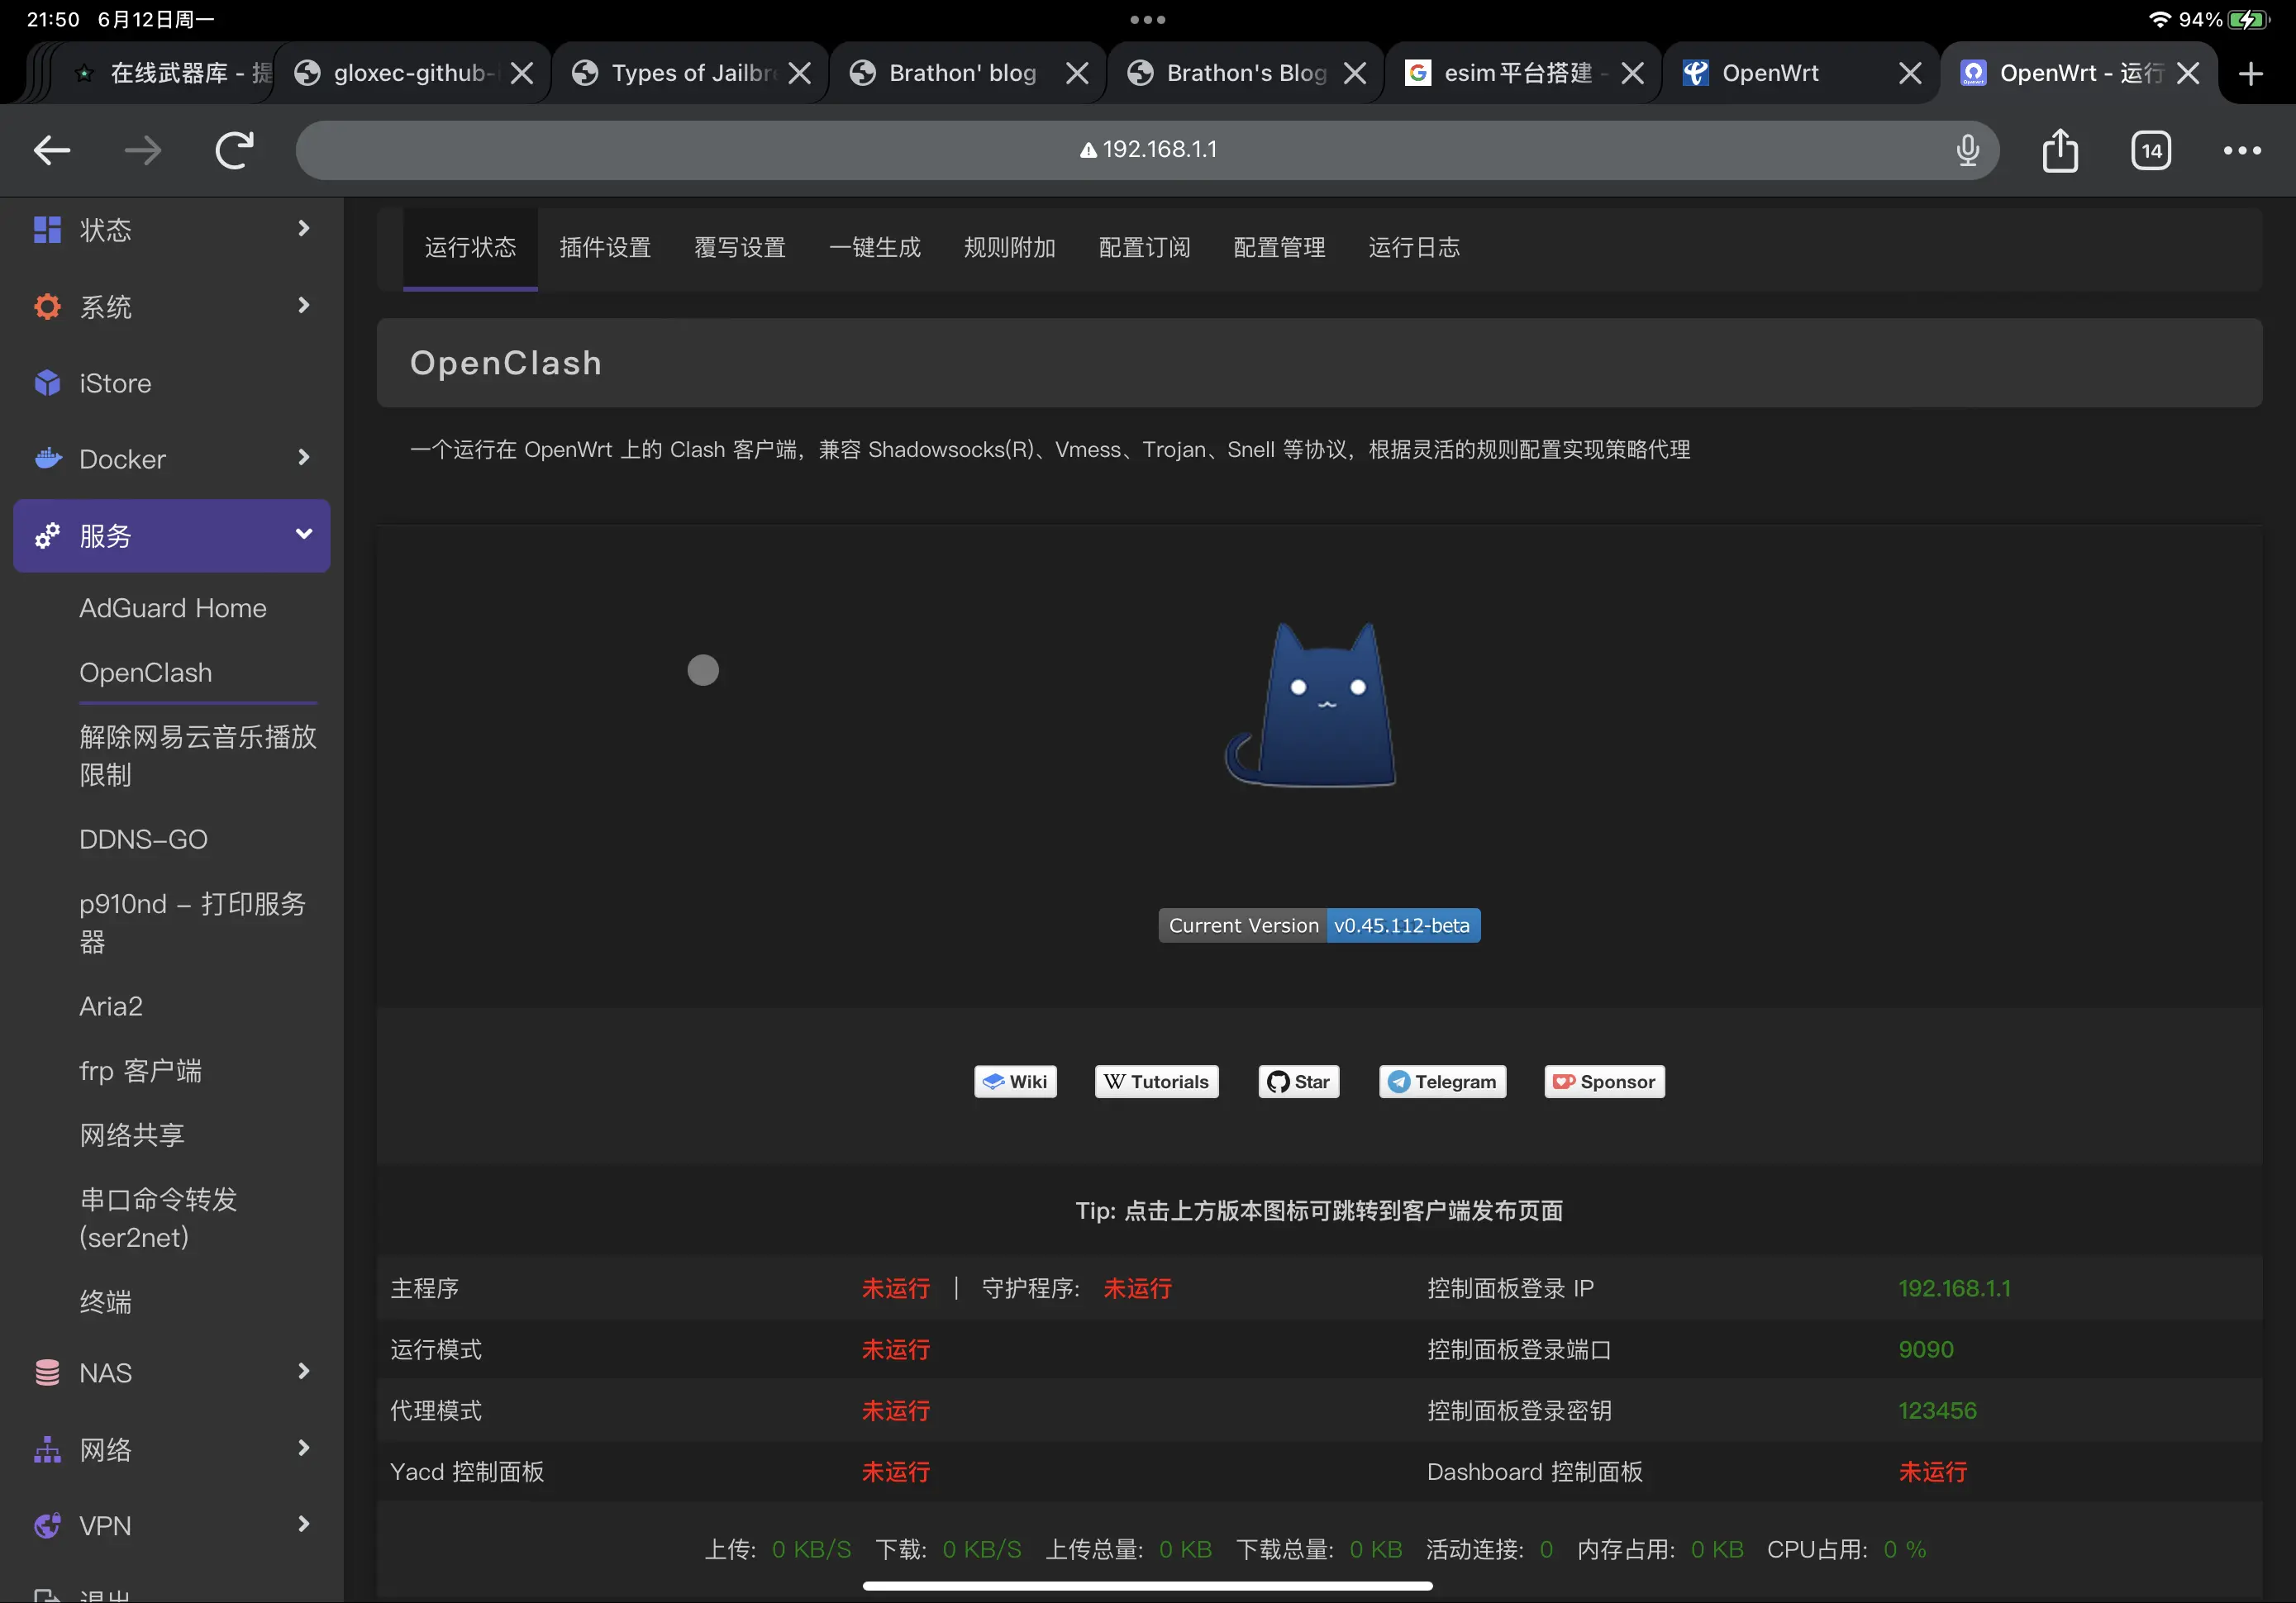 21:50 6月12日周一
94%
在线武器库 - 提
gloxec-github-
Types of Jailbre
Brathon' blog
Brathon's Blog
esim平台搭建 -
OpenWrt
OpenWrt - 运行
192.168.1.1
14
状态
系统
iStore
Docker
服务
AdGuard Home
OpenClash
解除网易云音乐播放
限制
DDNS-GO
p910nd - 打印服务
器
Aria2
frp 客户端
网络共享
串口命令转发
(ser2net)
终端
NAS
网络
VPN
退出
运行状态 插件设置 覆写设置 一键生成 规则附加 配置订阅 配置管理 运行日志
OpenClash
一个运行在 OpenWrt 上的 Clash 客户端，兼容 Shadowsocks(R)、Vmess、Trojan、Snell 等协议，根据灵活的规则配置实现策略代理
Current Version v0.45.112-beta
Wiki Tutorials Star Telegram Sponsor
Tip: 点击上方版本图标可跳转到客户端发布页面
主程序 未运行 | 守护程序: 未运行 控制面板登录 IP 192.168.1.1
运行模式 未运行 控制面板登录端口 9090
代理模式 未运行 控制面板登录密钥 123456
Yacd 控制面板 未运行 Dashboard 控制面板 未运行
上传: 0 KB/S 下载: 0 KB/S 上传总量: 0 KB 下载总量: 0 KB 活动连接: 0 内存占用: 0 KB CPU占用: 0 %